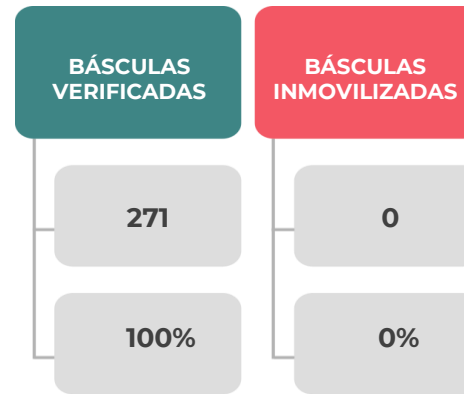 BÁSCULAS
VERIFICADAS
271
100%
BÁSCULAS
INMOVILIZADAS
0
0%